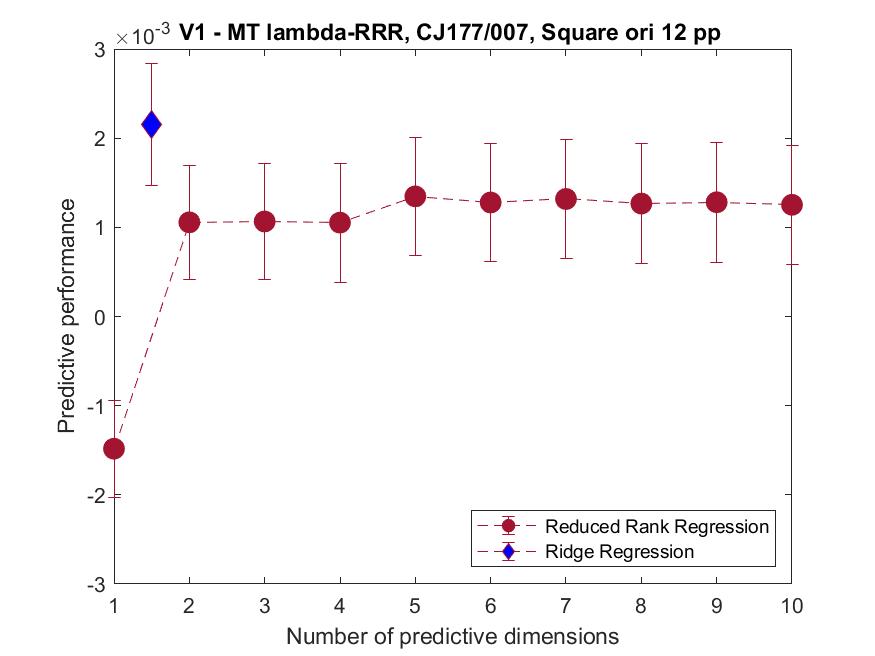 ×10-3 V1 - MT lambda-RRR, CJ177/007, Square ori 12 pp
3
2
1
0
-1
-2
-3
Predictive performance
1 2 3 4 5 6 7 8 9 10
Number of predictive dimensions
Reduced Rank Regression
Ridge Regression